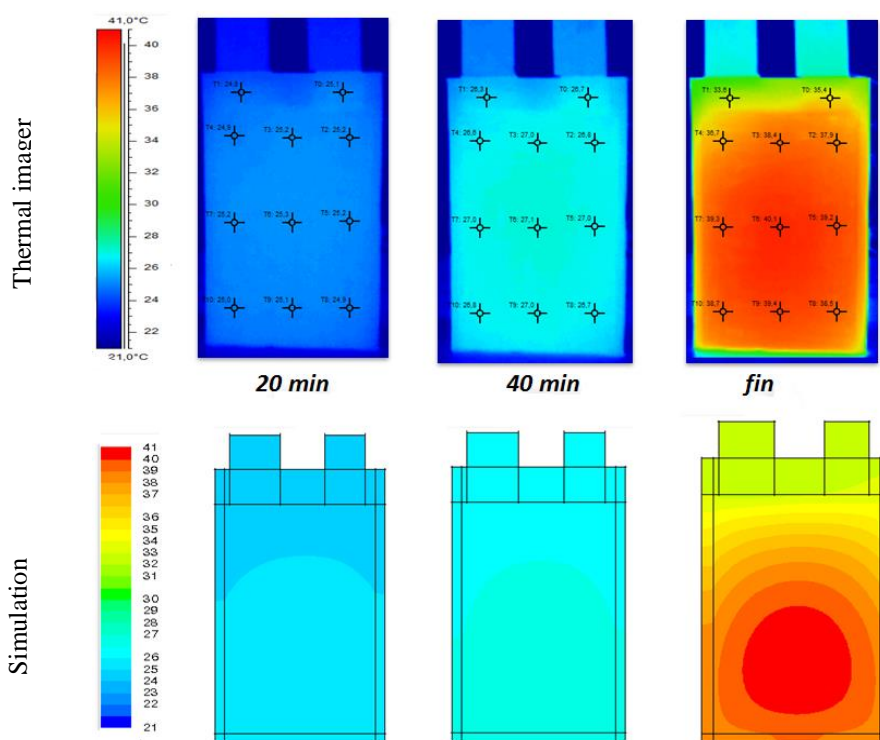 Thermal imager
41,0°C
40
38
36
34
32
30
28
26
24
22
21,0°C
T1: 24,8
T0: 25,1
T4: 24,9
T3: 25,2
T2: 25,2
T7: 25,2
T6: 25,3
T5: 25,2
T9: 25,1
T8: 24,9
T1: 26,3
T0: 26,7
T4: 26,6
T3: 27,0
T2: 26,8
T7: 27,0
T6: 27,1
T5: 27,0
T10: 26,8
T9: 27,0
T8: 26,7
T1: 33,6
T0: 35,4
T4: 36,7
T3: 38,4
T2: 37,9
T7: 39,3
T6: 40,1
T5: 39,2
T10: 38,7
T9: 39,4
T8: 38,5
20 min
40 min
fin
Simulation
41
40
39
38
37
36
35
34
33
32
31
30
29
28
27
26
25
24
23
22
21